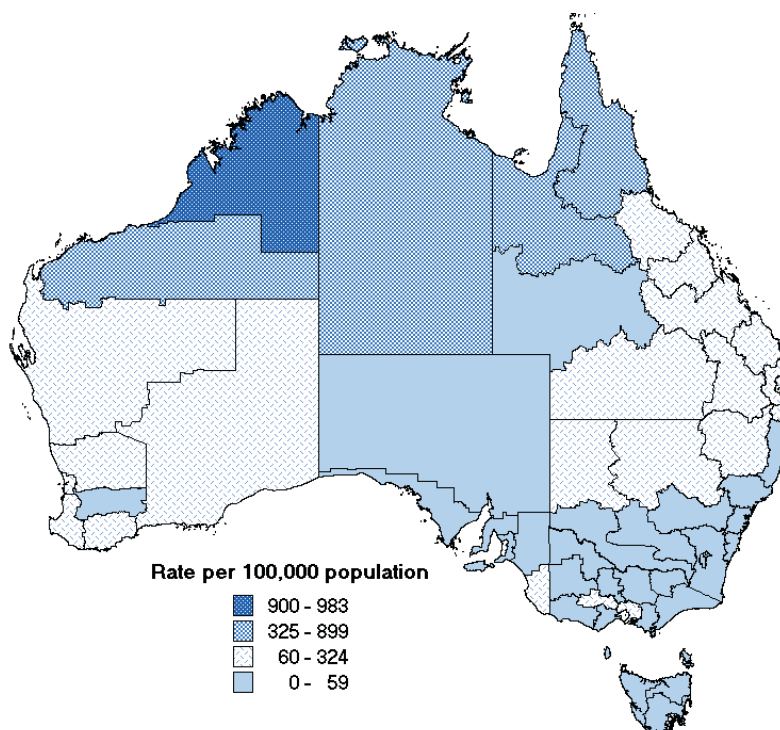 Rate per 100,000 population
900 - 983
325 - 899
60 - 324
0 - 59